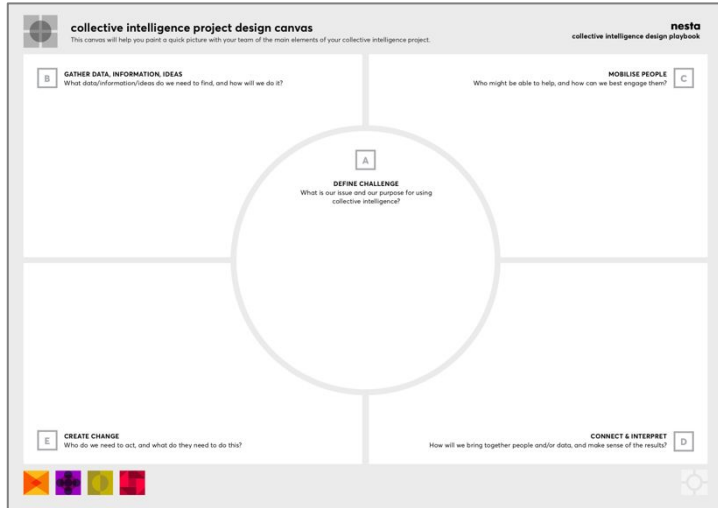 collective intelligence project design canvas
This canvas will help you paint a quick picture with your team of the main elements of your collective intelligence project.
nesta
collective intelligence design playbook
A
DEFINE CHALLENGE
What is our issue and our purpose for using
collective intelligence?
B
GATHER DATA, INFORMATION, IDEAS
What data/information/ideas do we need to find, and how will we do it?
MOBILISE PEOPLE
Who might be able to help, and how can we best engage them?
C
CONNECT & INTERPRET
How will we bring together people and/or data, and make sense of the results?
D
E
CREATE CHANGE
Who do we need to act, and what do they need to do this?